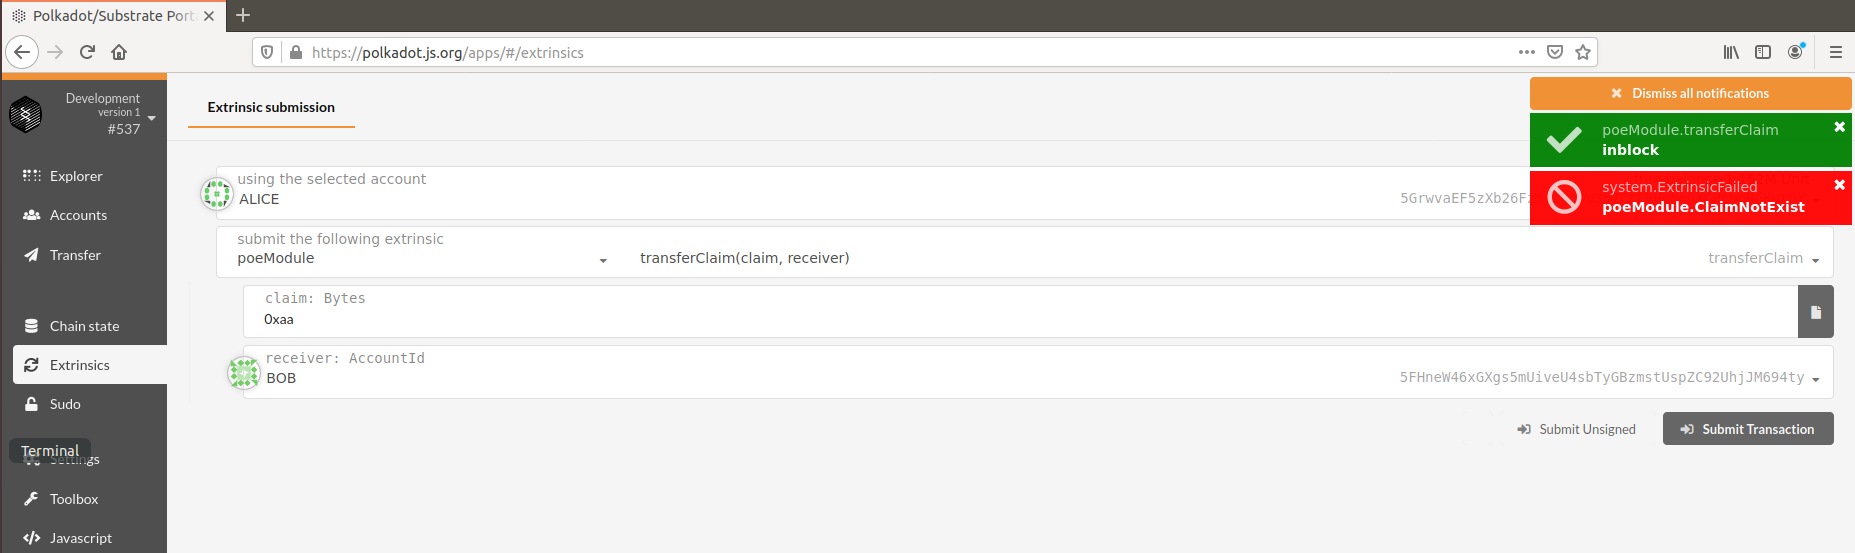 Polkadot/Substrate Port
https://polkadot.js.org/apps/#/extrinsics
Development
version 1
#537
Explorer
Accounts
Transfer
Chain state
Extrinsics
Sudo
Terminal
Settings
Toolbox
Javascript
Extrinsic submission
Dismiss all notifications
poeModule.transferClaim
inblock
system.ExtrinsicFailed
poeModule.ClaimNotExist
using the selected account
ALICE
5GrwvaEF5zXb26Fz
submit the following extrinsic
poeModule
transferClaim(claim, receiver)
transferClaim
claim: Bytes
0xaa
receiver: AccountId
BOB
5FHneW46xGXgs5mUiveU4sbTyGBzmstUspZC92UhjJM694ty
Submit Unsigned
Submit Transaction